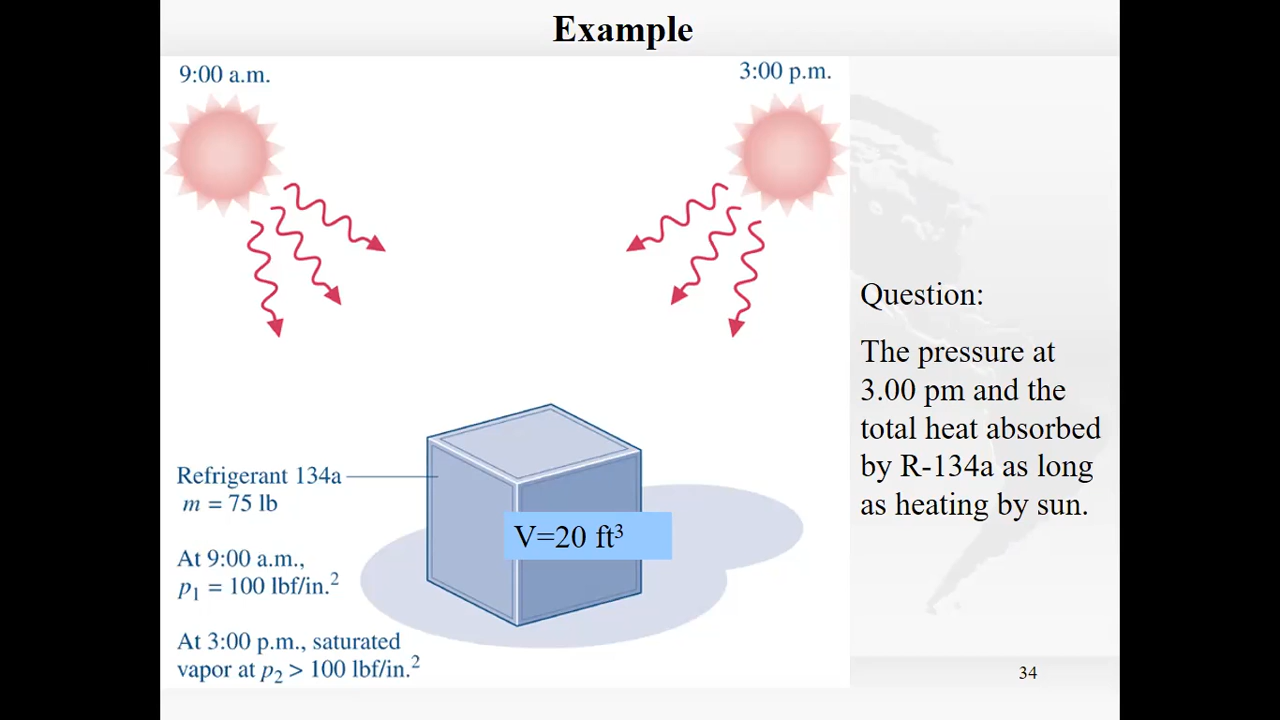 Example
9:00 a.m.
3:00 p.m.
Refrigerant 134a
m = 75 lb
At 9:00 a.m.,
p₁ = 100 lbf/in.²
At 3:00 p.m., saturated
vapor at p₂ > 100 lbf/in.²
V=20 ft³
Question:
The pressure at
3.00 pm and the
total heat absorbed
by R-134a as long
as heating by sun.
34